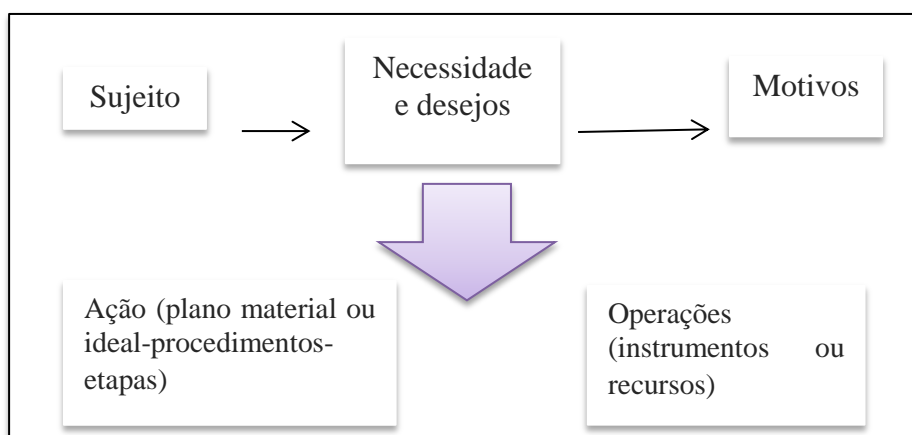 Sujeito
Necessidade
e desejos
Motivos
Ação (plano material ou
ideal-procedimentos-
etapas)
Operações
(instrumentos ou
recursos)